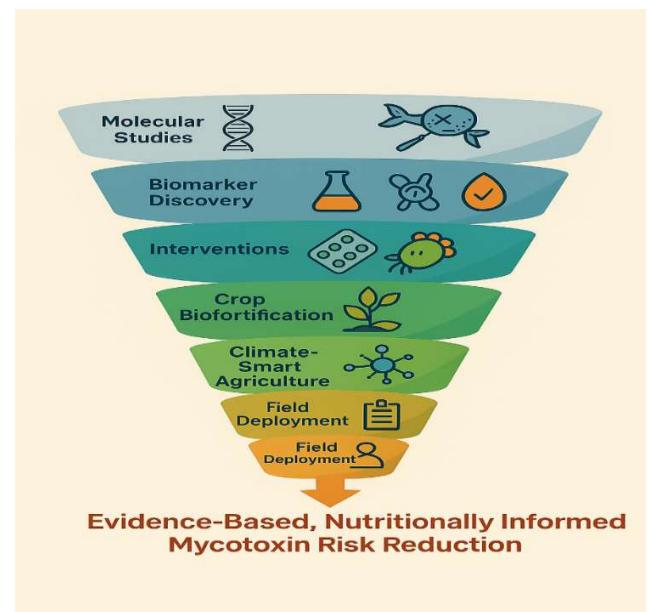 Molecular
Studies
Biomarker
Discovery
Interventions
Crop
Biofortification
Climate-
Smart
Agriculture
Field
Deployment
Field
Deployment
Evidence-Based, Nutritionally Informed
Mycotoxin Risk Reduction